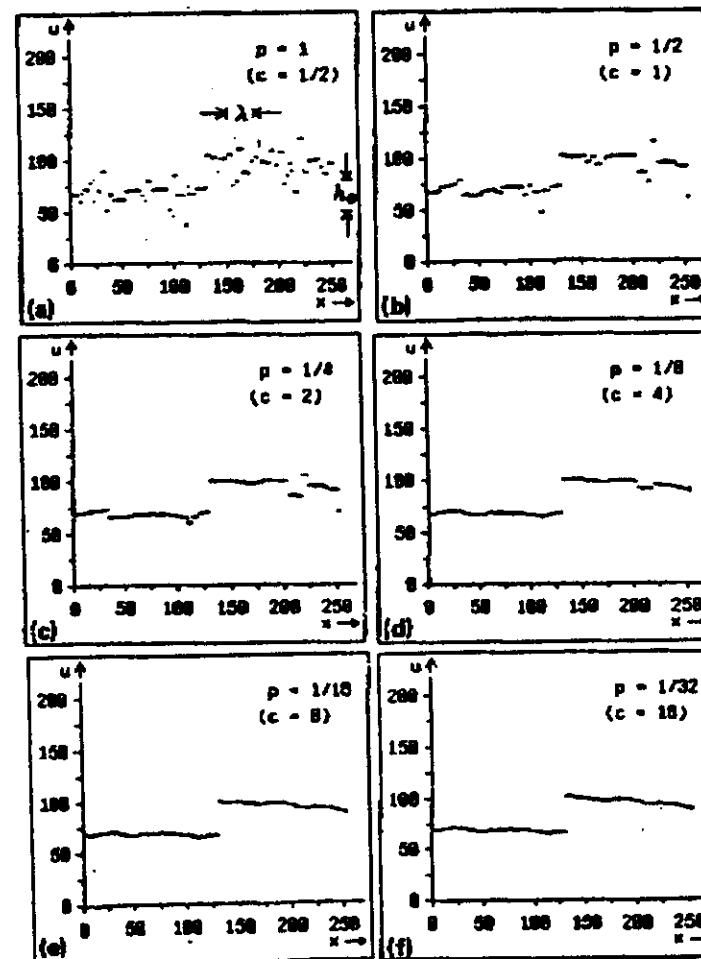 u
p = 1
(c = 1/2)
200
150
λ
100
h₀
50
0
0 50 100 150 200 250
x →
(a)
u
p = 1/2
(c = 1)
200
150
100
50
0
0 50 100 150 200 250
x →
(b)
u
p = 1/4
(c = 2)
200
150
100
50
0
0 50 100 150 200 250
x →
(c)
u
p = 1/8
(c = 4)
200
150
100
50
0
0 50 100 150 200 250
x →
(d)
u
p = 1/16
(c = 8)
200
150
100
50
0
0 50 100 150 200 250
x →
(e)
u
p = 1/32
(c = 16)
200
150
100
50
0
0 50 100 150 200 250
x →
(f)